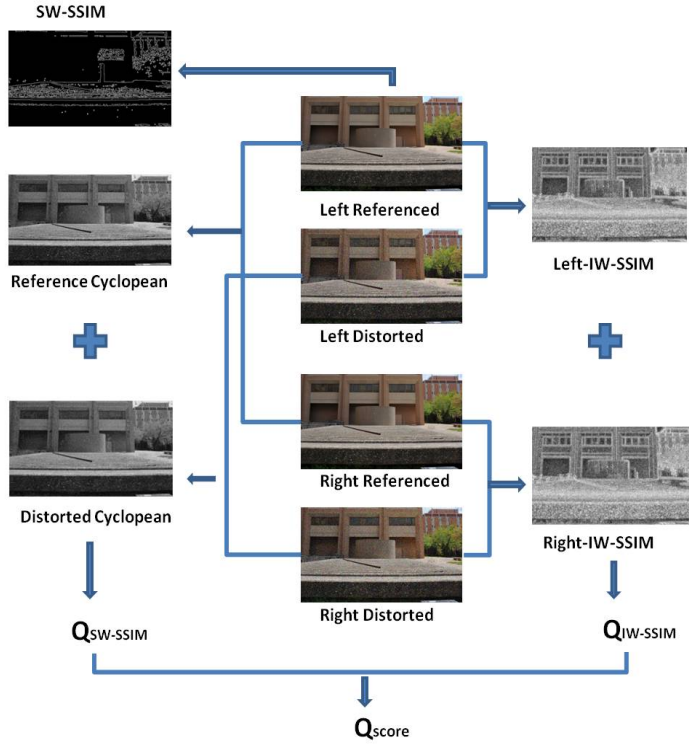 SW-SSIM
Left Referenced
Reference Cyclopean
Left-IW-SSIM
Left Distorted
Right Referenced
Distorted Cyclopean
Right-IW-SSIM
Right Distorted
QSW-SSIM
QIW-SSIM
Qscore